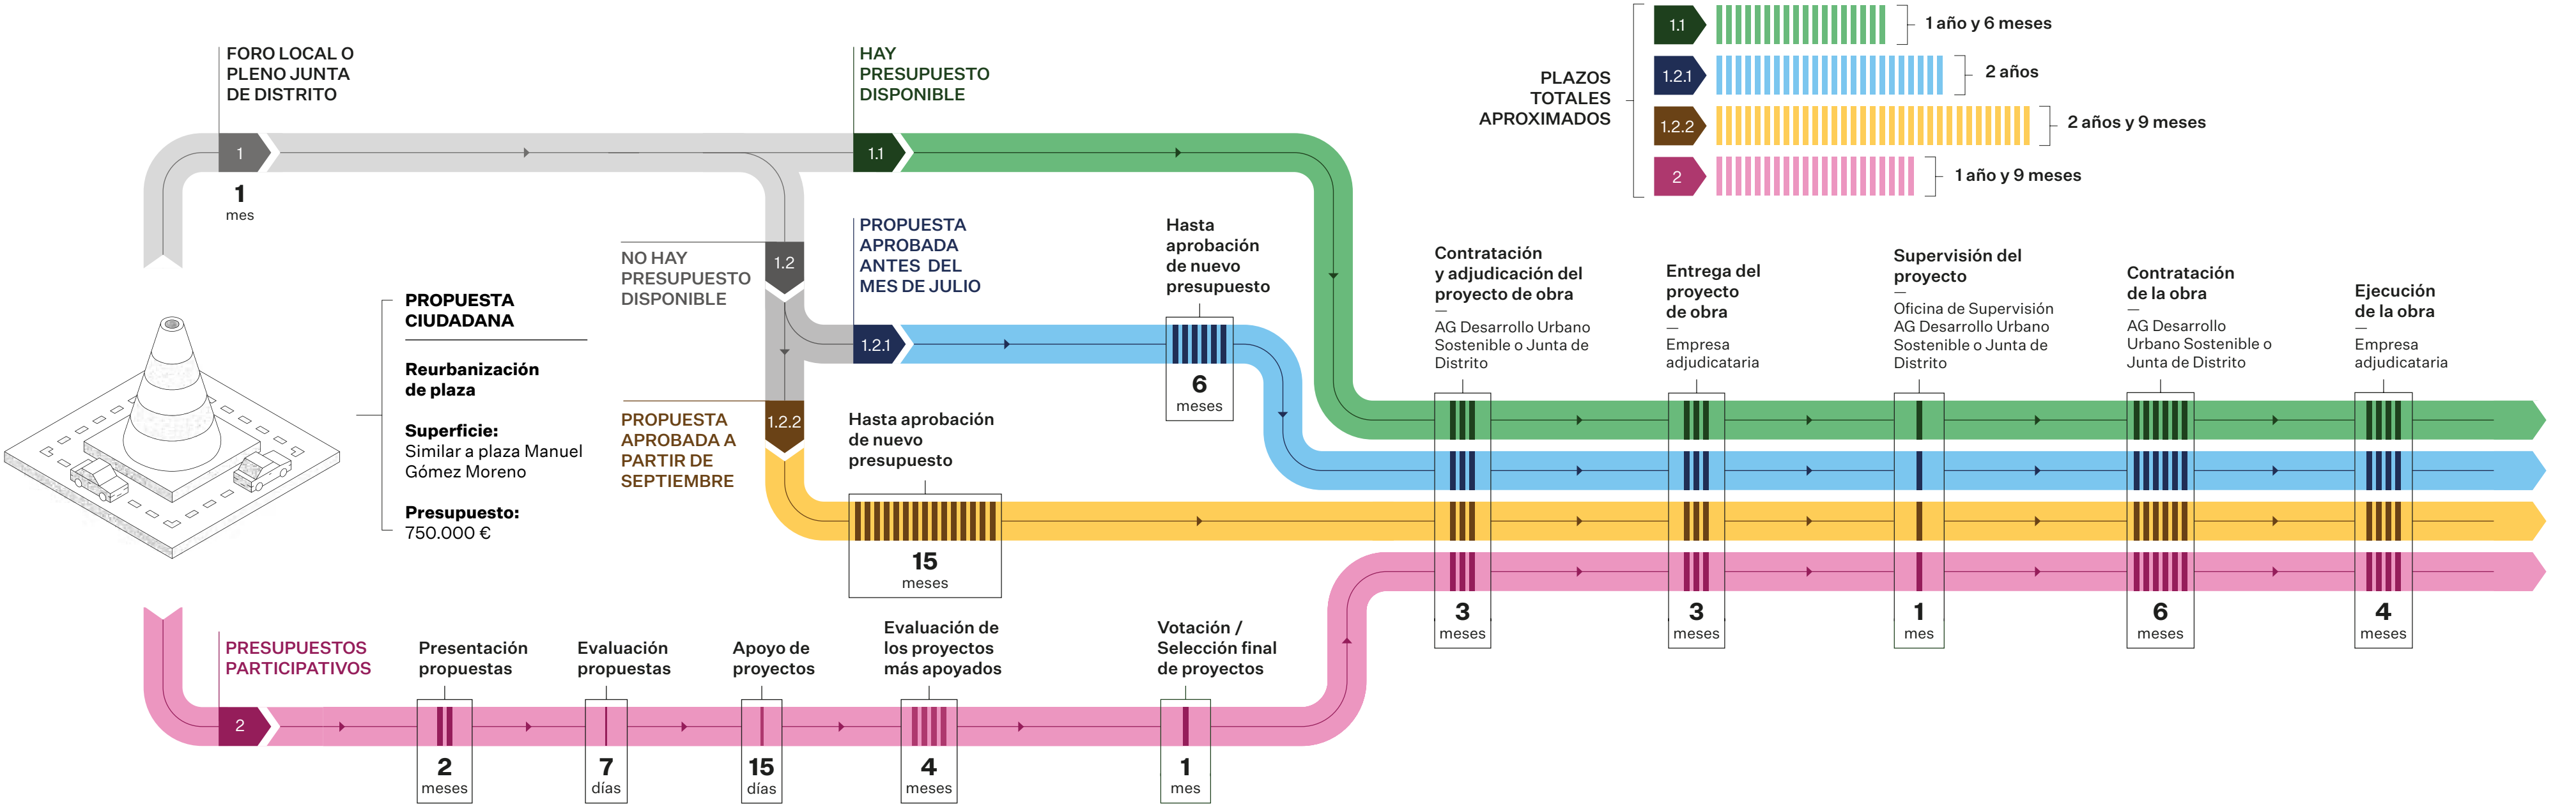 FORO LOCAL O
PLENO JUNTA
DE DISTRITO
1
1
mes
HAY
PRESUPUESTO
DISPONIBLE
1.1
PLAZOS
TOTALES
APROXIMADOS
1.1
1 año y 6 meses
1.2.1
2 años
1.2.2
2 años y 9 meses
2
1 año y 9 meses
NO HAY
PRESUPUESTO
DISPONIBLE
1.2
PROPUESTA
APROBADA
ANTES DEL
MES DE JULIO
1.2.1
Hasta
aprobación
de nuevo
presupuesto
6
meses
PROPUESTA
CIUDADANA
Reurbanización
de plaza
Superficie:
Similar a plaza Manuel
Gómez Moreno
Presupuesto:
750.000 €
PROPUESTA
APROBADA A
PARTIR DE
SEPTIEMBRE
1.2.2
Hasta aprobación
de nuevo
presupuesto
15
meses
PRESUPUESTOS
PARTICIPATIVOS
2
Presentación
propuestas
2
meses
Evaluación
propuestas
7
días
Apoyo de
proyectos
15
días
Evaluación de
los proyectos
más apoyados
4
meses
Votación /
Selección final
de proyectos
1
mes
Contratación
y adjudicación del
proyecto de obra
—
AG Desarrollo Urbano
Sostenible o Junta de
Distrito
3
meses
Entrega del
proyecto
de obra
—
Empresa
adjudicataria
3
meses
Supervisión del
proyecto
—
Oficina de Supervisión
AG Desarrollo Urbano
Sostenible o Junta de
Distrito
1
mes
Contratación
de la obra
—
AG Desarrollo
Urbano Sostenible o
Junta de Distrito
6
meses
Ejecución
de la obra
—
Empresa
adjudicataria
4
meses